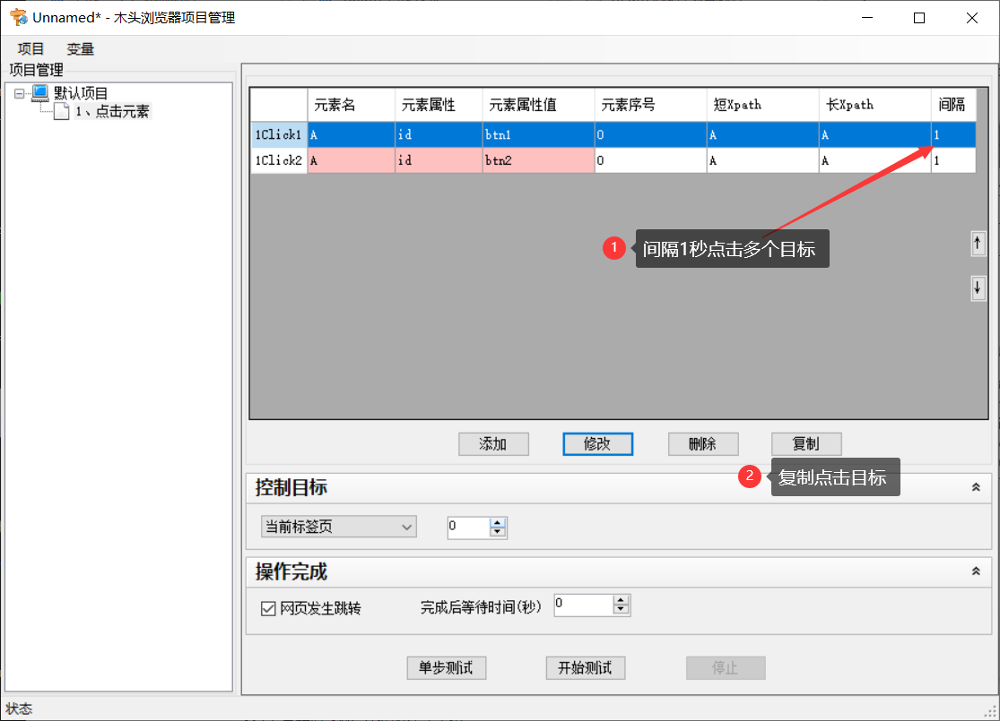 Unnamed* - 木头浏览器项目管理
项目 变量
项目管理
默认项目
1、点击元素
元素名 元素属性 元素属性值 元素序号 短Xpath 长Xpath 间隔
1Click1 A id btn1 0 A A 1
1Click2 A id btn2 0 A A 1
1 间隔1秒点击多个目标
添加 修改 删除 复制
2 复制点击目标
控制目标
当前标签页 0
操作完成
网页发生跳转 完成后等待时间(秒) 0
单步测试 开始测试 停止
状态